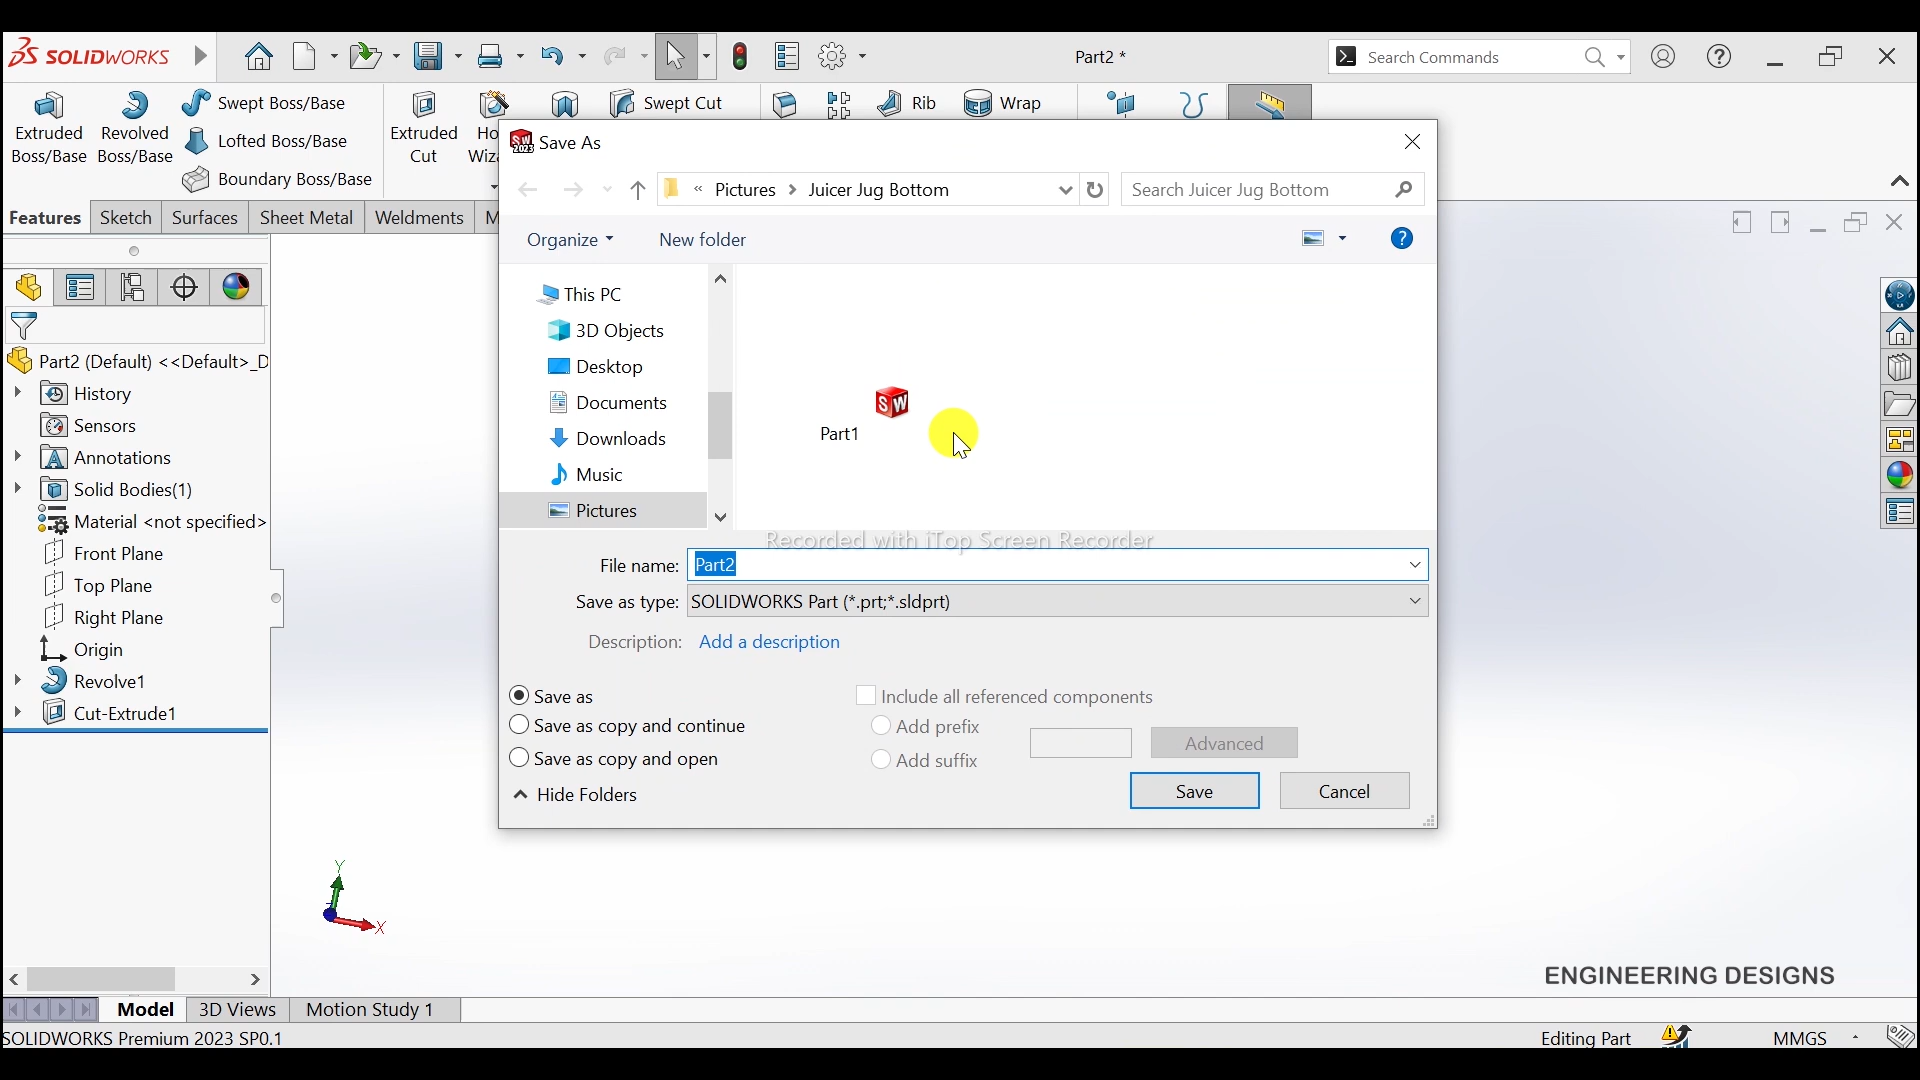 SOLIDWORKS
Part2 *
Search Commands
Extruded Boss/Base
Revolved Boss/Base
Swept Boss/Base
Lofted Boss/Base
Boundary Boss/Base
Extruded Cut
Ho
Wiza
Swept Cut
Rib
Wrap
Features
Sketch
Surfaces
Sheet Metal
Weldments
M
Part2 (Default) <<Default>_D
History
Sensors
Annotations
Solid Bodies(1)
Material <not specified>
Front Plane
Top Plane
Right Plane
Origin
Revolve1
Cut-Extrude1
SW
2023
Save As
« Pictures > Juicer Jug Bottom
Search Juicer Jug Bottom
Organize
New folder
This PC
3D Objects
Desktop
Documents
Downloads
Music
Pictures
SW
Part1
Recorded with iTop Screen Recorder
File name: Part2
Save as type: SOLIDWORKS Part (*.prt;*.sldprt)
Description: Add a description
Save as
Save as copy and continue
Save as copy and open
Include all referenced components
Add prefix
Add suffix
Advanced
Hide Folders
Save
Cancel
Y
X
ENGINEERING DESIGNS
Model
3D Views
Motion Study 1
SOLIDWORKS Premium 2023 SP0.1
Editing Part
MMGS